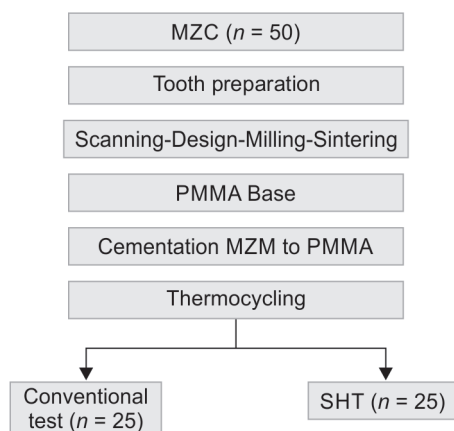 MZC (n = 50)
Tooth preparation
Scanning-Design-Milling-Sintering
PMMA Base
Cementation MZM to PMMA
Thermocycling
Conventional
test (n = 25)
SHT (n = 25)